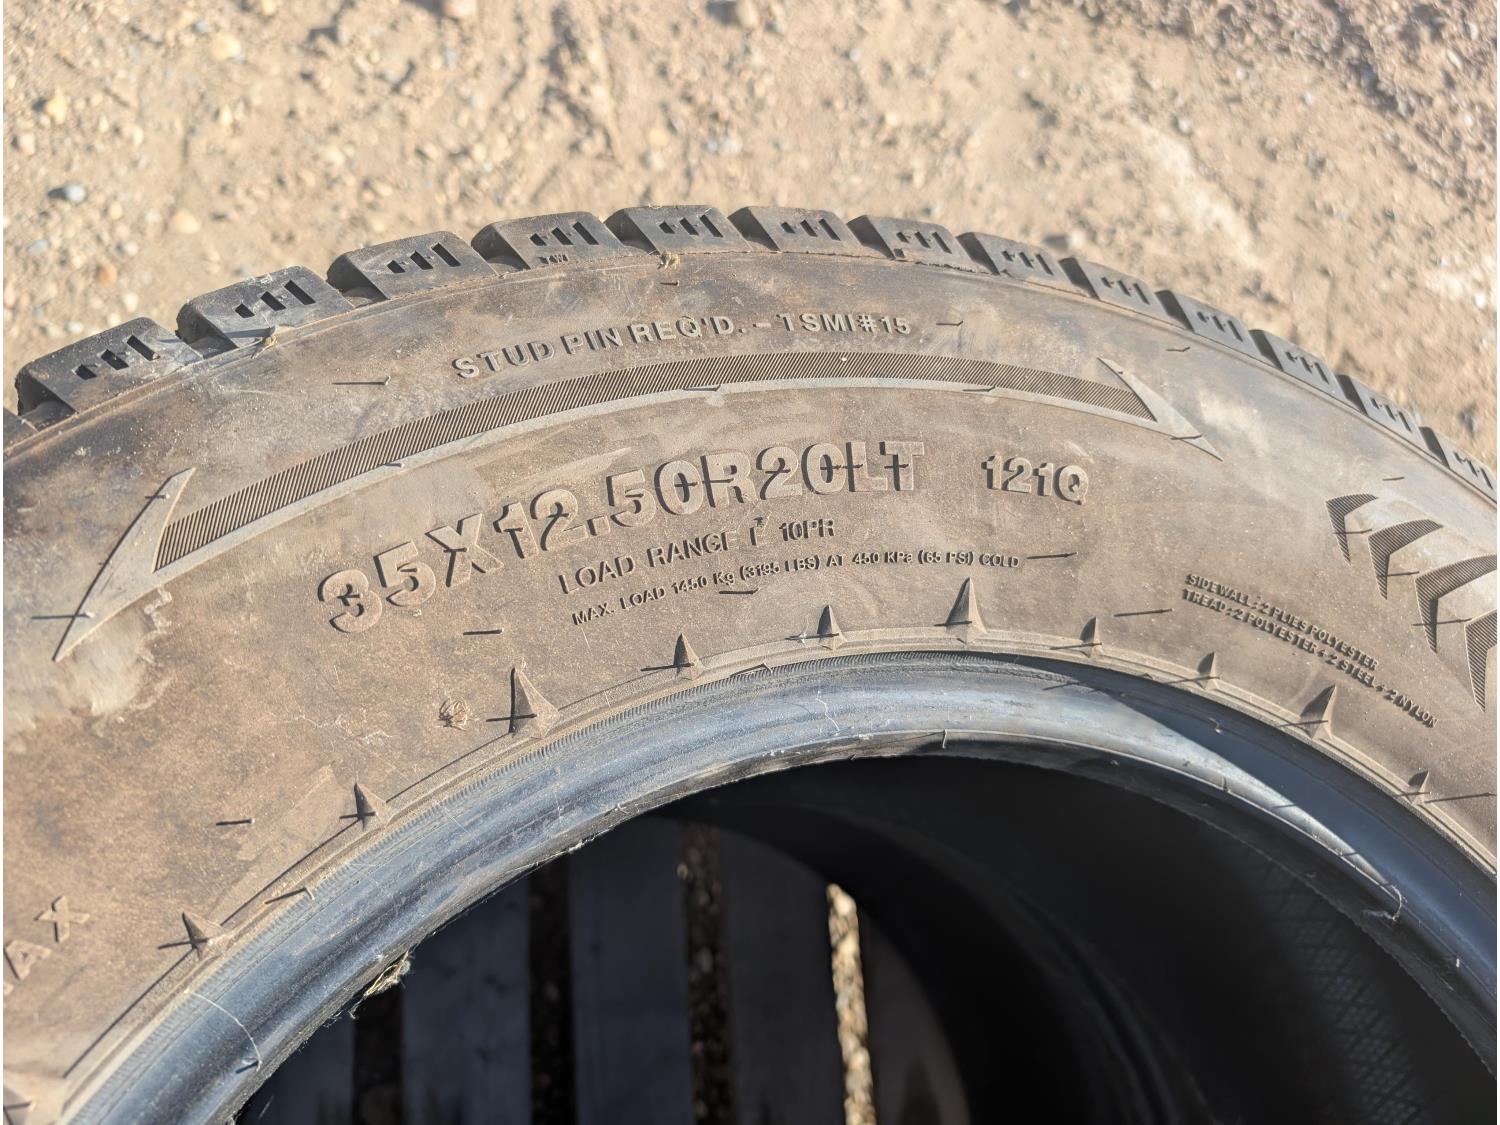 STUD PIN REQ'D. - TSMI#15
35X12.50R20LT 121Q
LOAD RANGE 10PR
MAX. LOAD 1450 Kg (3195 LBS) AT 450 KPa (65 PSI) COLD
SIDEWALL : 2 PLIES POLYESTER
TREAD : 2 POLYESTER + 2 STEEL + 2 NYLON